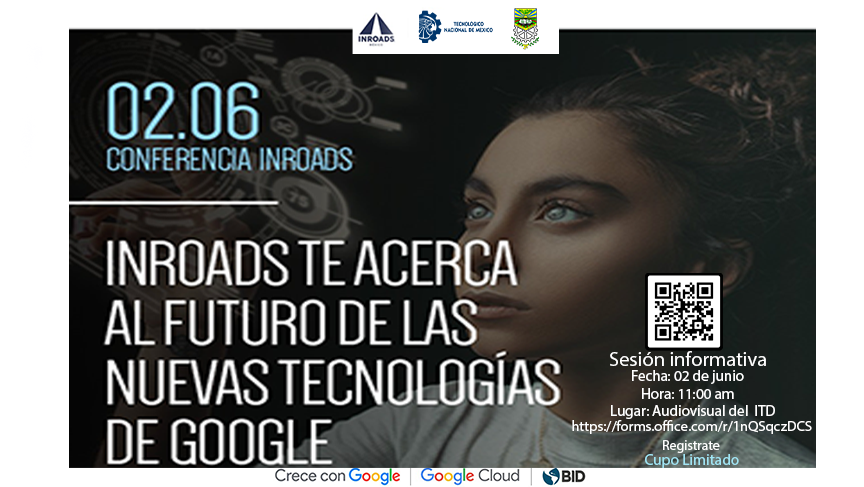 INROADS
MÉXICO
TECNOLÓGICO
NACIONAL DE MÉXICO
02.06
CONFERENCIA INROADS
INROADS TE ACERCA
AL FUTURO DE LAS
NUEVAS TECNOLOGÍAS
DE GOOGLE
Sesión informativa
Fecha: 02 de junio
Hora: 11:00 am
Lugar: Audiovisual del ITD
https://forms.office.com/r/1nQSqczDCS
Registrate
Cupo Limitado
Crece con Google | Google Cloud | BID